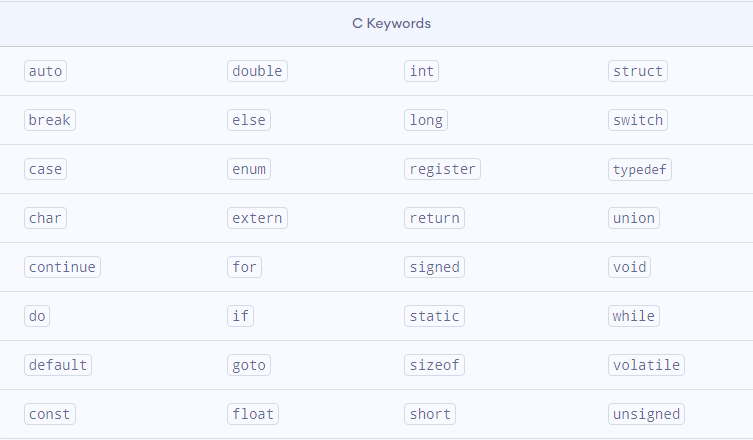 C Keywords
auto double int struct
break else long switch
case enum register typedef
char extern return union
continue for signed void
do if static while
default goto sizeof volatile
const float short unsigned